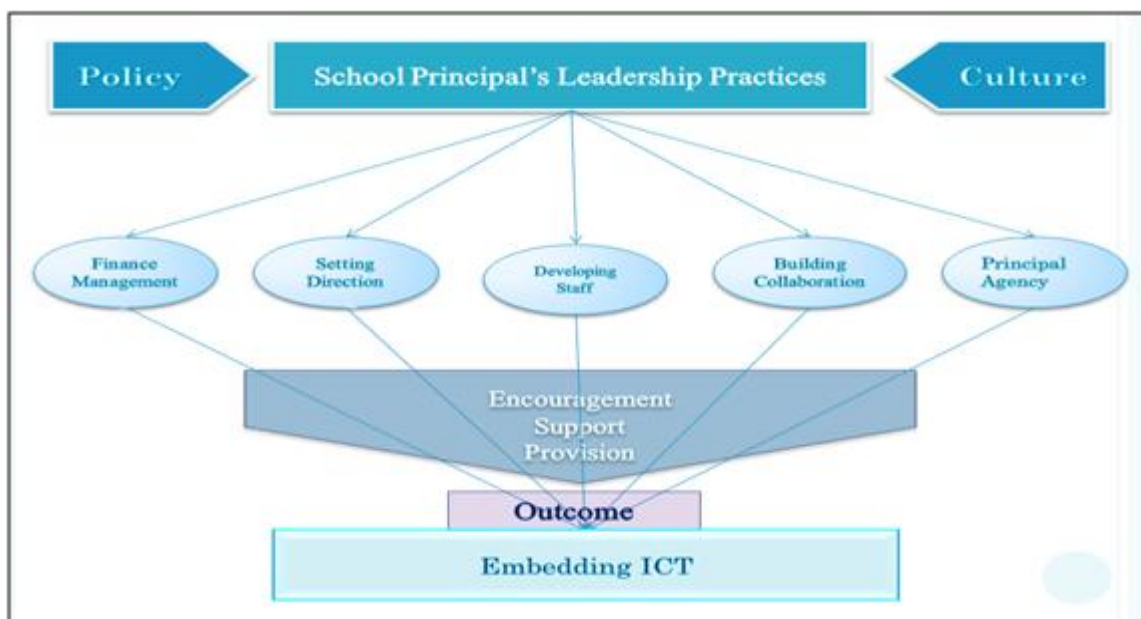 Policy
School Principal's Leadership Practices
Culture
Finance
Management
Setting
Direction
Developing
Staff
Building
Collaboration
Principal
Agency
Encouragement
Support
Provision
Outcome
Embedding ICT